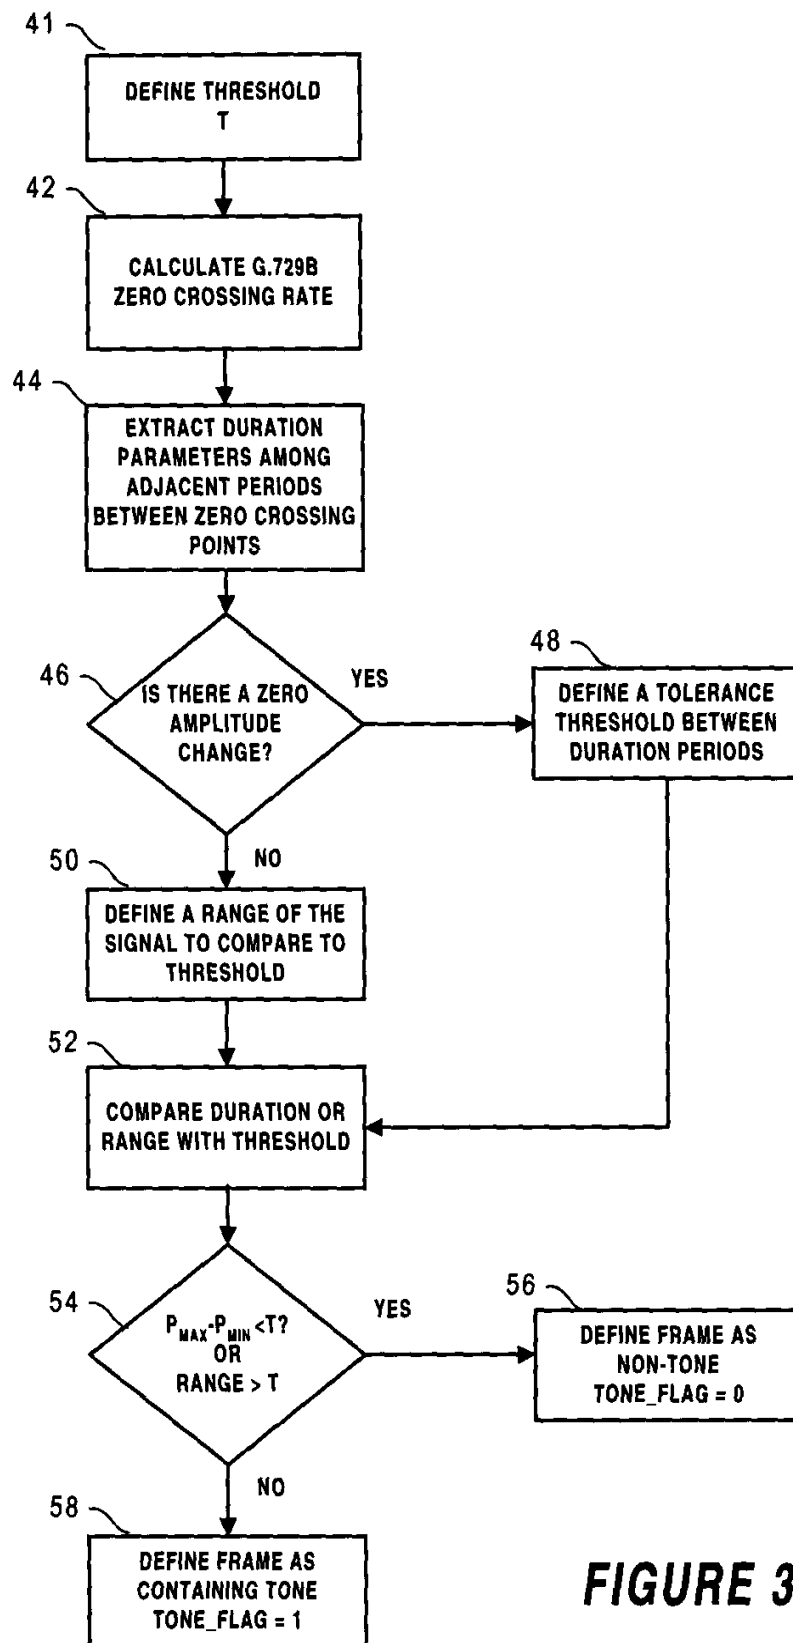 41
DEFINE THRESHOLD
T
42
CALCULATE G.729B
ZERO CROSSING RATE
44
EXTRACT DURATION
PARAMETERS AMONG
ADJACENT PERIODS
BETWEEN ZERO CROSSING
POINTS
46
IS THERE A ZERO
AMPLITUDE
CHANGE?
YES
48
DEFINE A TOLERANCE
THRESHOLD BETWEEN
DURATION PERIODS
NO
50
DEFINE A RANGE OF THE
SIGNAL TO COMPARE TO
THRESHOLD
52
COMPARE DURATION OR
RANGE WITH THRESHOLD
54
PMAX-PMIN <T?
OR
RANGE > T
YES
56
DEFINE FRAME AS
NON-TONE
TONE_FLAG = 0
NO
58
DEFINE FRAME AS
CONTAINING TONE
TONE_FLAG = 1
FIGURE 3